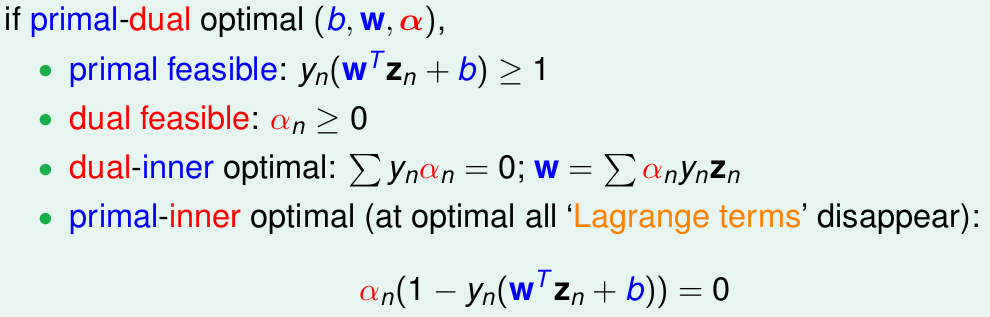 if primal-dual optimal (b, w, α),
• primal feasible: yₙ(wᵀzₙ + b) ≥ 1
• dual feasible: αₙ ≥ 0
• dual-inner optimal: ∑ yₙαₙ = 0; w = ∑ αₙyₙzₙ
• primal-inner optimal (at optimal all ‘Lagrange terms’ disappear):
αₙ(1 − yₙ(wᵀzₙ + b)) = 0